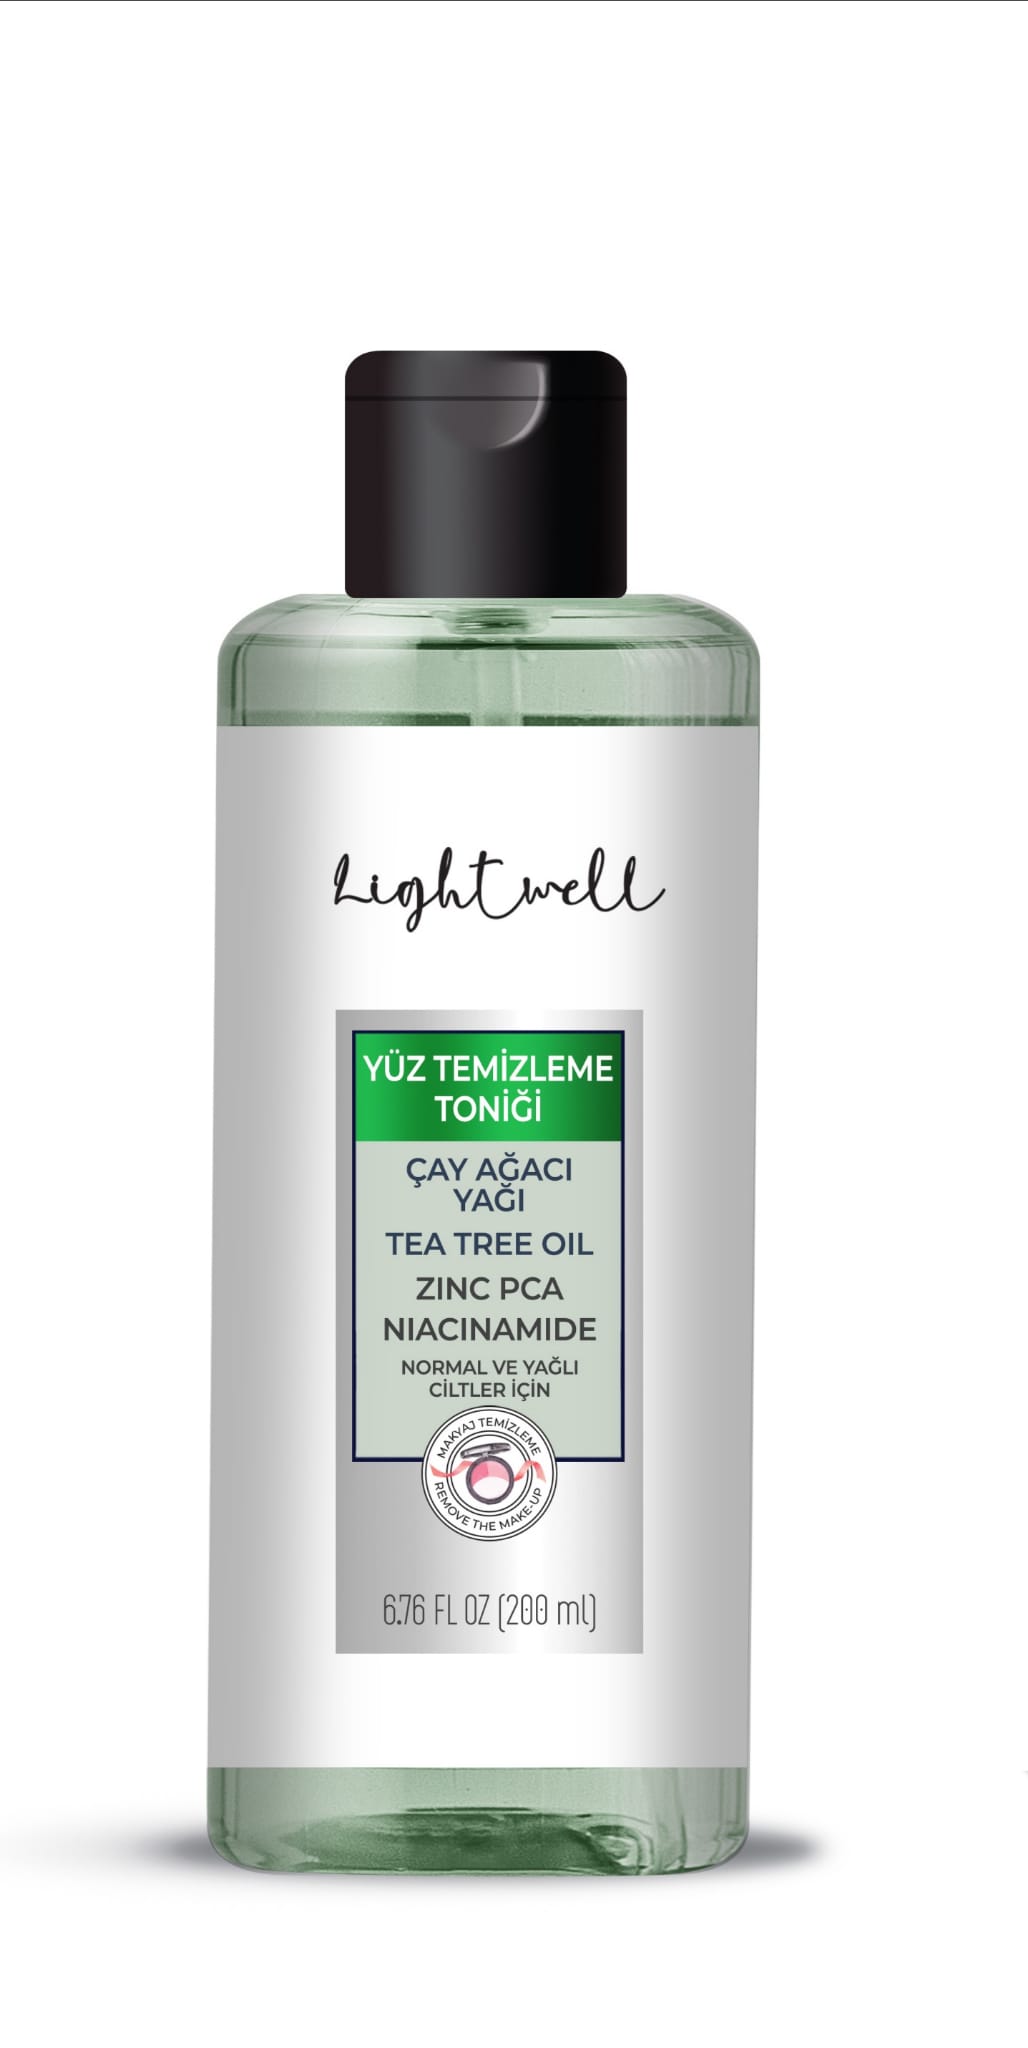 Lightwell
YÜZ TEMİZLEME
TONİĞİ
ÇAY AĞACI
YAĞI
TEA TREE OIL
ZINC PCA
NIACINAMIDE
NORMAL VE YAĞLI
CİLTLER İÇİN
MAKYAJ TEMİZLEME
REMOVE THE MAKE-UP
6.76 FL OZ (200 ml)